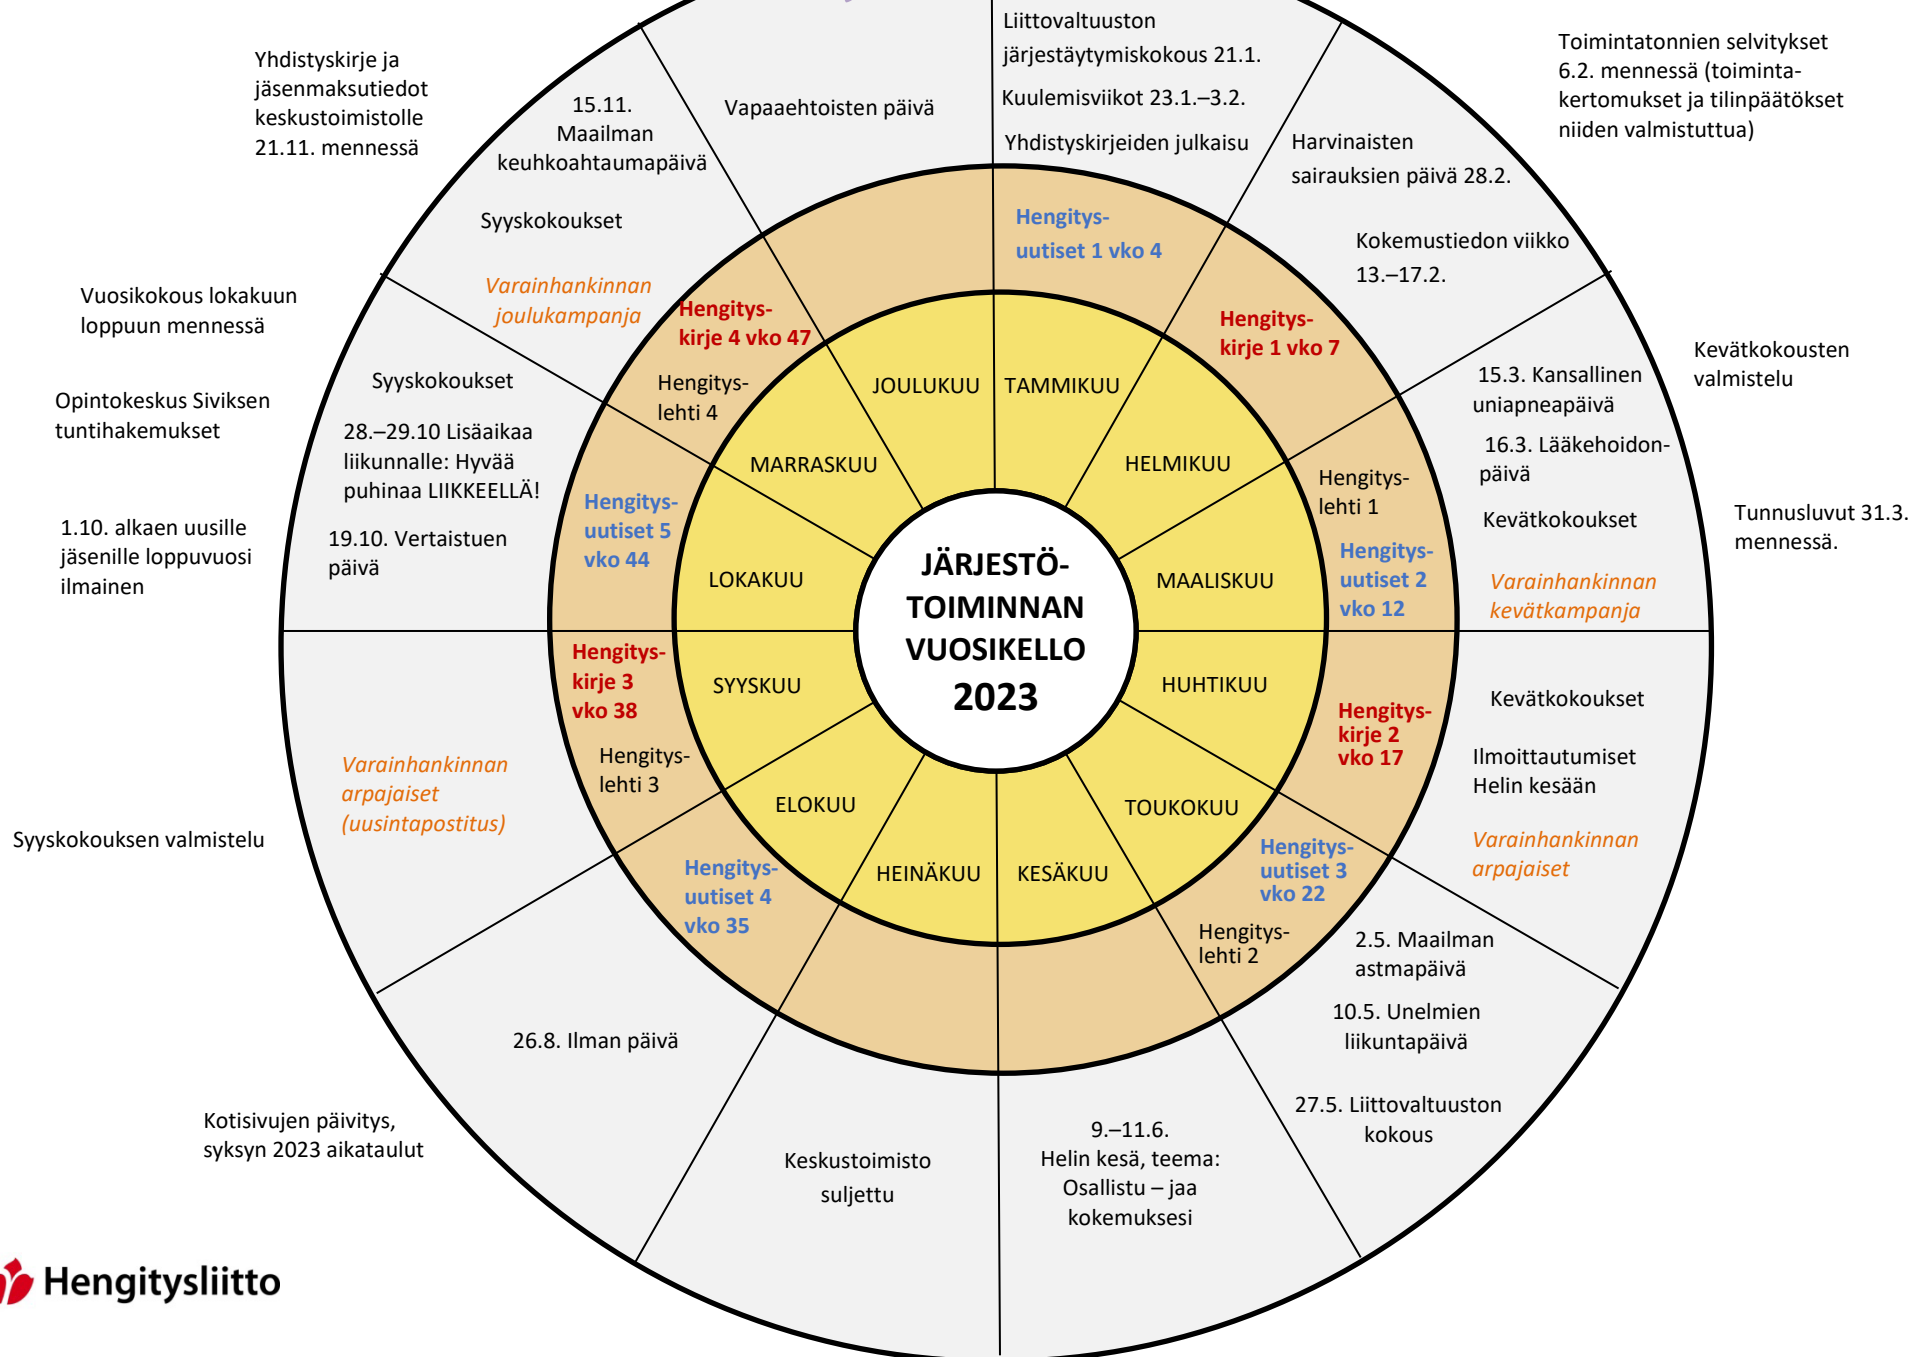 Liittovaltuuston
järjestäytymiskokous 21.1.
Kuulemisviikot 23.1.–3.2.
Yhdistyskirjeiden julkaisu
Hengitys-
uutiset 1 vko 4
TAMMIKUU
Toimintatonnien selvitykset
6.2. mennessä (toiminta-
kertomukset ja tilinpäätökset
niiden valmistuttua)
Harvinaisten
sairauksien päivä 28.2.
Kokemustiedon viikko
13.–17.2.
Hengitys-
kirje 1 vko 7
HELMIKUU
Kevätkokousten
valmistelu
Tunnusluvut 31.3.
mennessä.
15.3. Kansallinen
uniapneapäivä
16.3. Lääkehoidon-
päivä
Kevätkokoukset
Varainhankinnan
kevätkampanja
Hengitys-
lehti 1
Hengitys-
uutiset 2
vko 12
MAALISKUU
Kevätkokoukset
Ilmoittautumiset
Helin kesään
Varainhankinnan
arpajaiset
Hengitys-
kirje 2
vko 17
HUHTIKUU
2.5. Maailman
astmapäivä
10.5. Unelmien
liikuntapäivä
27.5. Liittovaltuuston
kokous
Hengitys-
uutiset 3
vko 22
Hengitys-
lehti 2
TOUKOKUU
9.–11.6.
Helin kesä, teema:
Osallistu – jaa
kokemuksesi
KESÄKUU
Keskustoimisto
suljettu
HEINÄKUU
Kotisivujen päivitys,
syksyn 2023 aikataulut
26.8. Ilman päivä
Hengitys-
uutiset 4
vko 35
ELOKUU
Syyskokouksen valmistelu
Varainhankinnan
arpajaiset
(uusintapostitus)
Hengitys-
kirje 3
vko 38
Hengitys-
lehti 3
SYYSKUU
Vuosikokous lokakuun
loppuun mennessä
Opintokeskus Siviksen
tuntihakemukset
1.10. alkaen uusille
jäsenille loppuvuosi
ilmainen
Syyskokoukset
28.–29.10 Lisäaikaa
liikunnalle: Hyvää
puhinaa LIIKKEELLÄ!
19.10. Vertaistuen
päivä
Hengitys-
uutiset 5
vko 44
LOKAKUU
Yhdistyskirje ja
jäsenmaksutiedot
keskustoimistolle
21.11. mennessä
15.11.
Maailman
keuhkoahtaumapäivä
Syyskokoukset
Varainhankinnan
joulukampanja
Hengitys-
kirje 4 vko 47
Hengitys-
lehti 4
MARRASKUU
Vapaaehtoisten päivä
JOULUKUU
JÄRJESTÖ-
TOIMINNAN
VUOSIKELLO
2023
Hengitysliitto